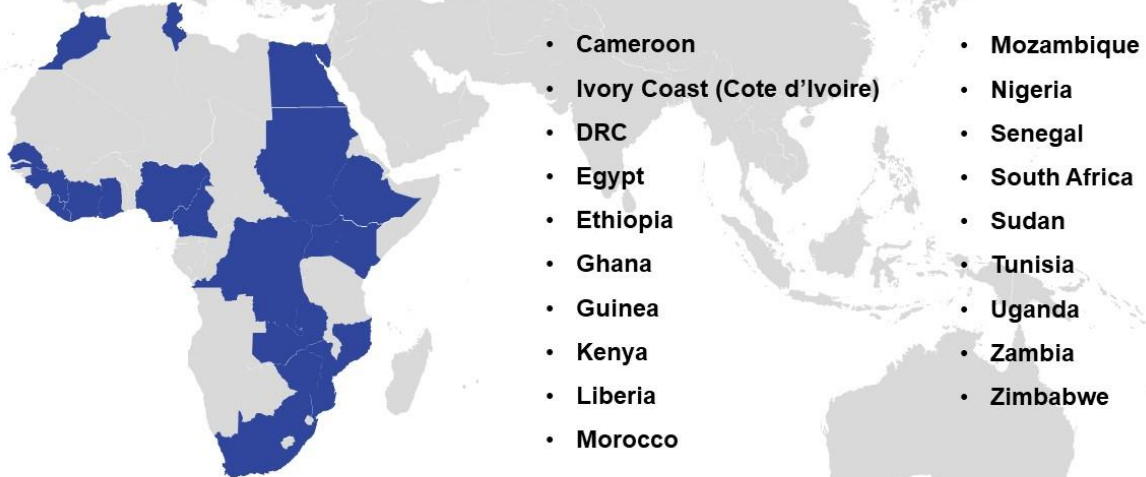 • Cameroon
• Ivory Coast (Cote d’Ivoire)
• DRC
• Egypt
• Ethiopia
• Ghana
• Guinea
• Kenya
• Liberia
• Morocco
• Mozambique
• Nigeria
• Senegal
• South Africa
• Sudan
• Tunisia
• Uganda
• Zambia
• Zimbabwe